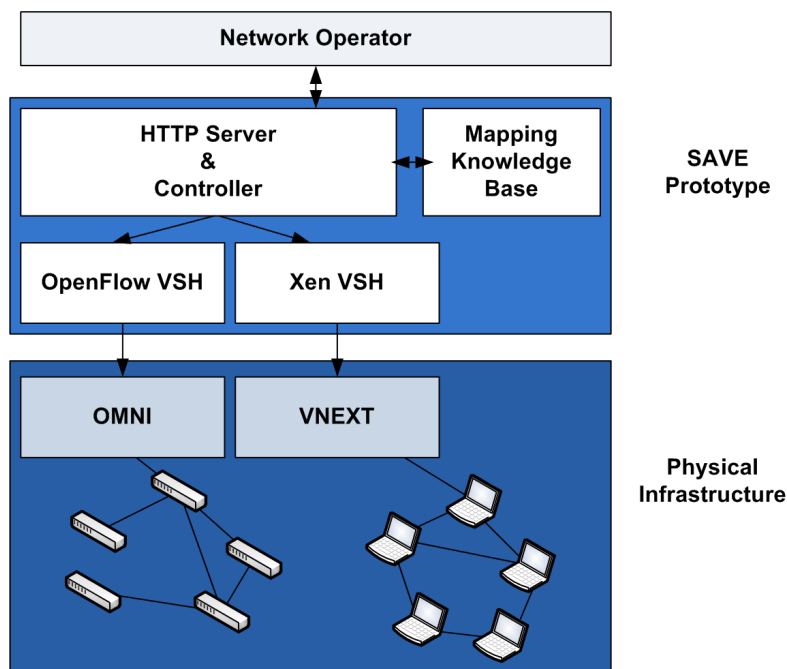 Network Operator
HTTP Server
&
Controller
Mapping
Knowledge
Base
SAVE
Prototype
OpenFlow VSH
Xen VSH
OMNI
VNEXT
Physical
Infrastructure